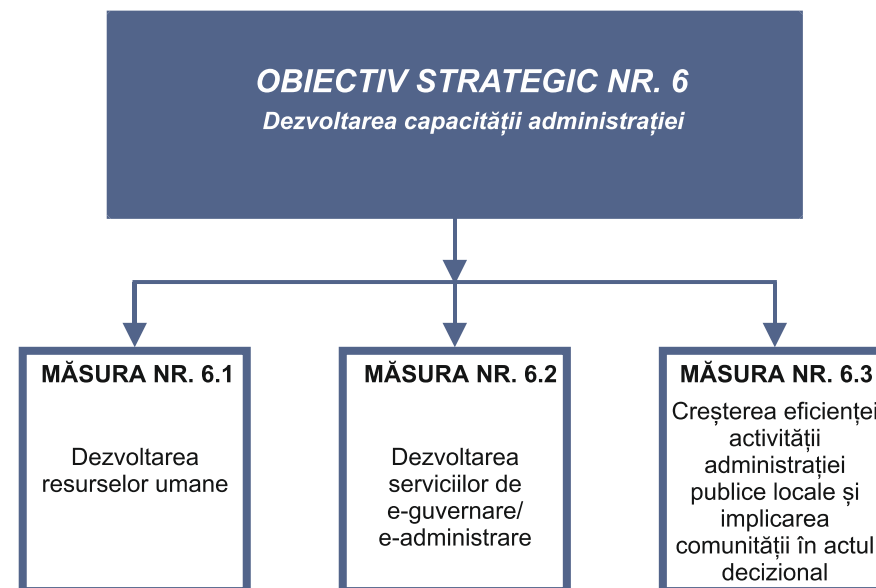 OBIECTIV STRATEGIC NR. 6
Dezvoltarea capacității administrației
MĂSURA NR. 6.1
Dezvoltarea
resurselor umane
MĂSURA NR. 6.2
Dezvoltarea
serviciilor de
e-guvernare/
e-administrare
MĂSURA NR. 6.3
Creșterea eficienței
activității
administrației
publice locale și
implicarea
comunității în actul
decizional